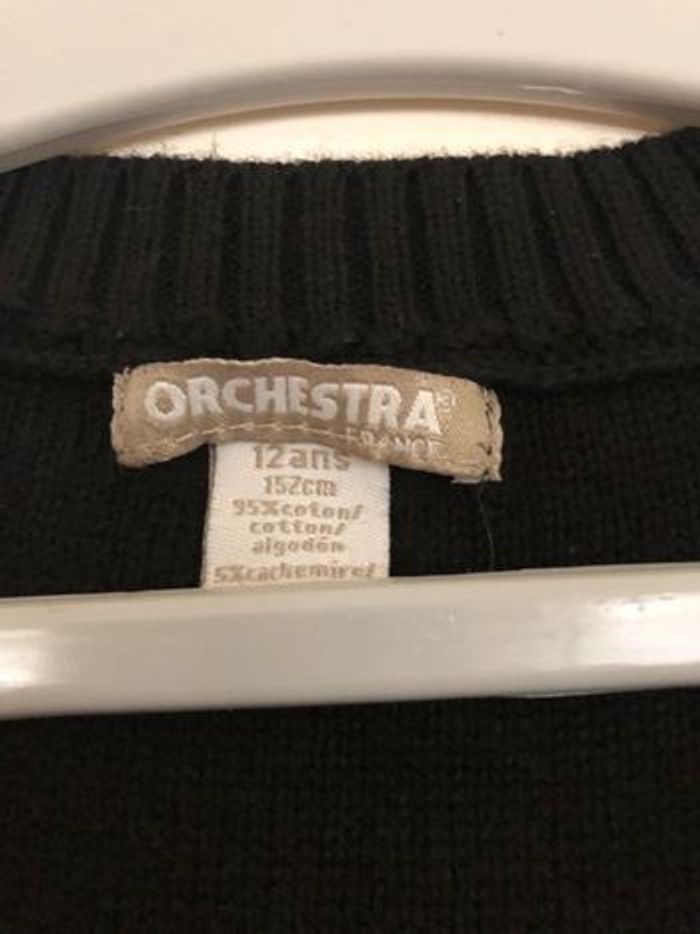 ORCHESTRA®
FRANCE
12ans
152cm
95%coton/
cotton/
algodón
5%cachemire/